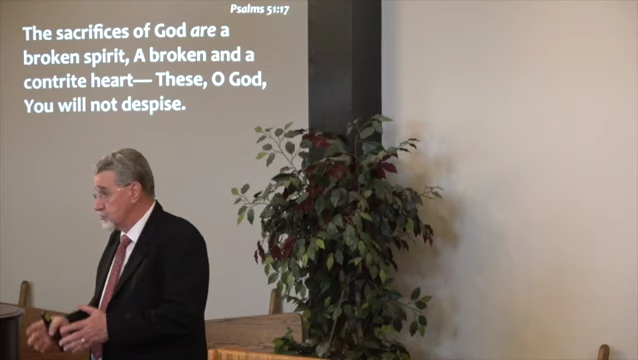 Psalms 51:17
The sacrifices of God are a
broken spirit, A broken and a
contrite heart— These, O God,
You will not despise.